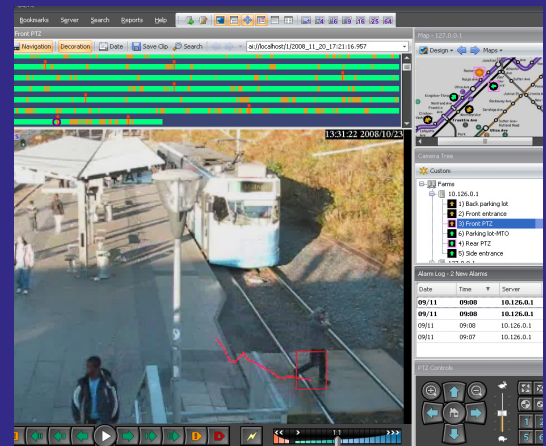 Bookmarks Server Search Reports Help
Front PTZ
Navigation Decoration Date Save Clip Search ai://localhost/1/2008_11_20_17:21:16.957
13:31:22 2008/10/23
Map - 127.0.0.1
Design Maps
Camera Tree
Custom
Farms
10.126.0.1
1) Back parking lot
2) Front entrance
3) Front PTZ
6) Parking lot-MTO
4) Rear PTZ
5) Side entrance
Alarm Log - 2 New Alarms
Date Time Server
09/11 09:08 10.126.0.1
09/11 09:08 10.126.0.1
09/11 09:08 10.126.0.1
09/11 09:07 10.126.0.1
PTZ Controls